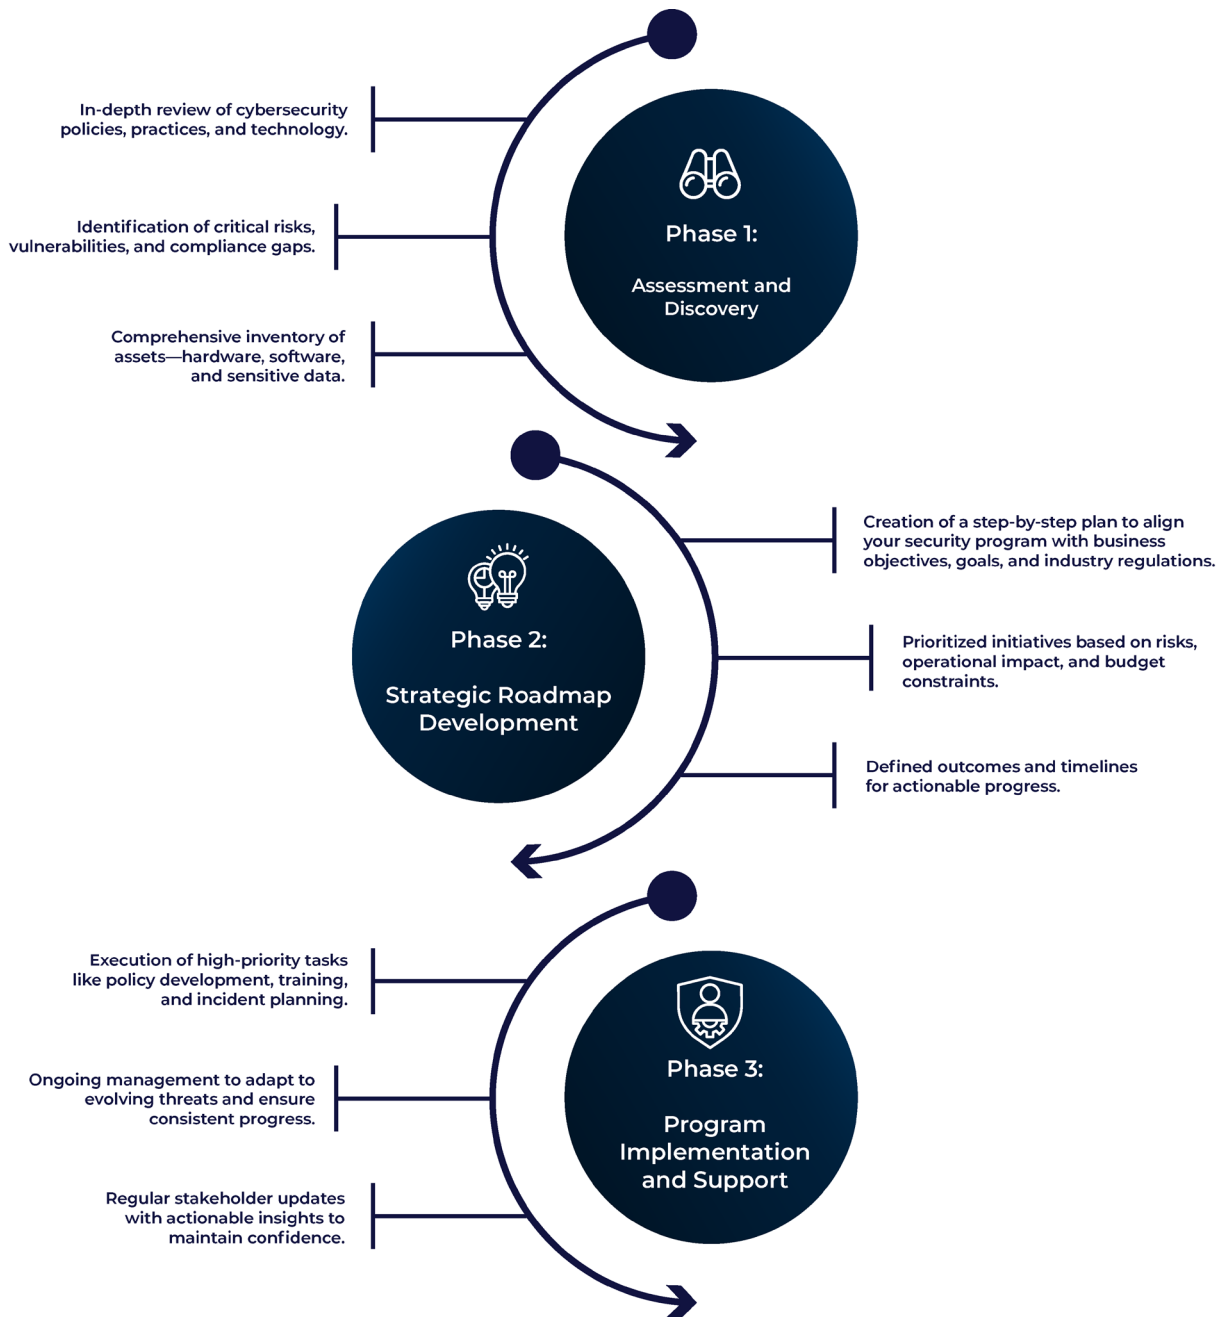 In-depth review of cybersecurity
policies, practices, and technology.
Identification of critical risks,
vulnerabilities, and compliance gaps.
Comprehensive inventory of
assets—hardware, software,
and sensitive data.
Phase 1:
Assessment and
Discovery
Phase 2:
Strategic Roadmap
Development
Creation of a step-by-step plan to align
your security program with business
objectives, goals, and industry regulations.
Prioritized initiatives based on risks,
operational impact, and budget
constraints.
Defined outcomes and timelines
for actionable progress.
Execution of high-priority tasks
like policy development, training,
and incident planning.
Ongoing management to adapt to
evolving threats and ensure
consistent progress.
Regular stakeholder updates
with actionable insights to
maintain confidence.
Phase 3:
Program
Implementation
and Support